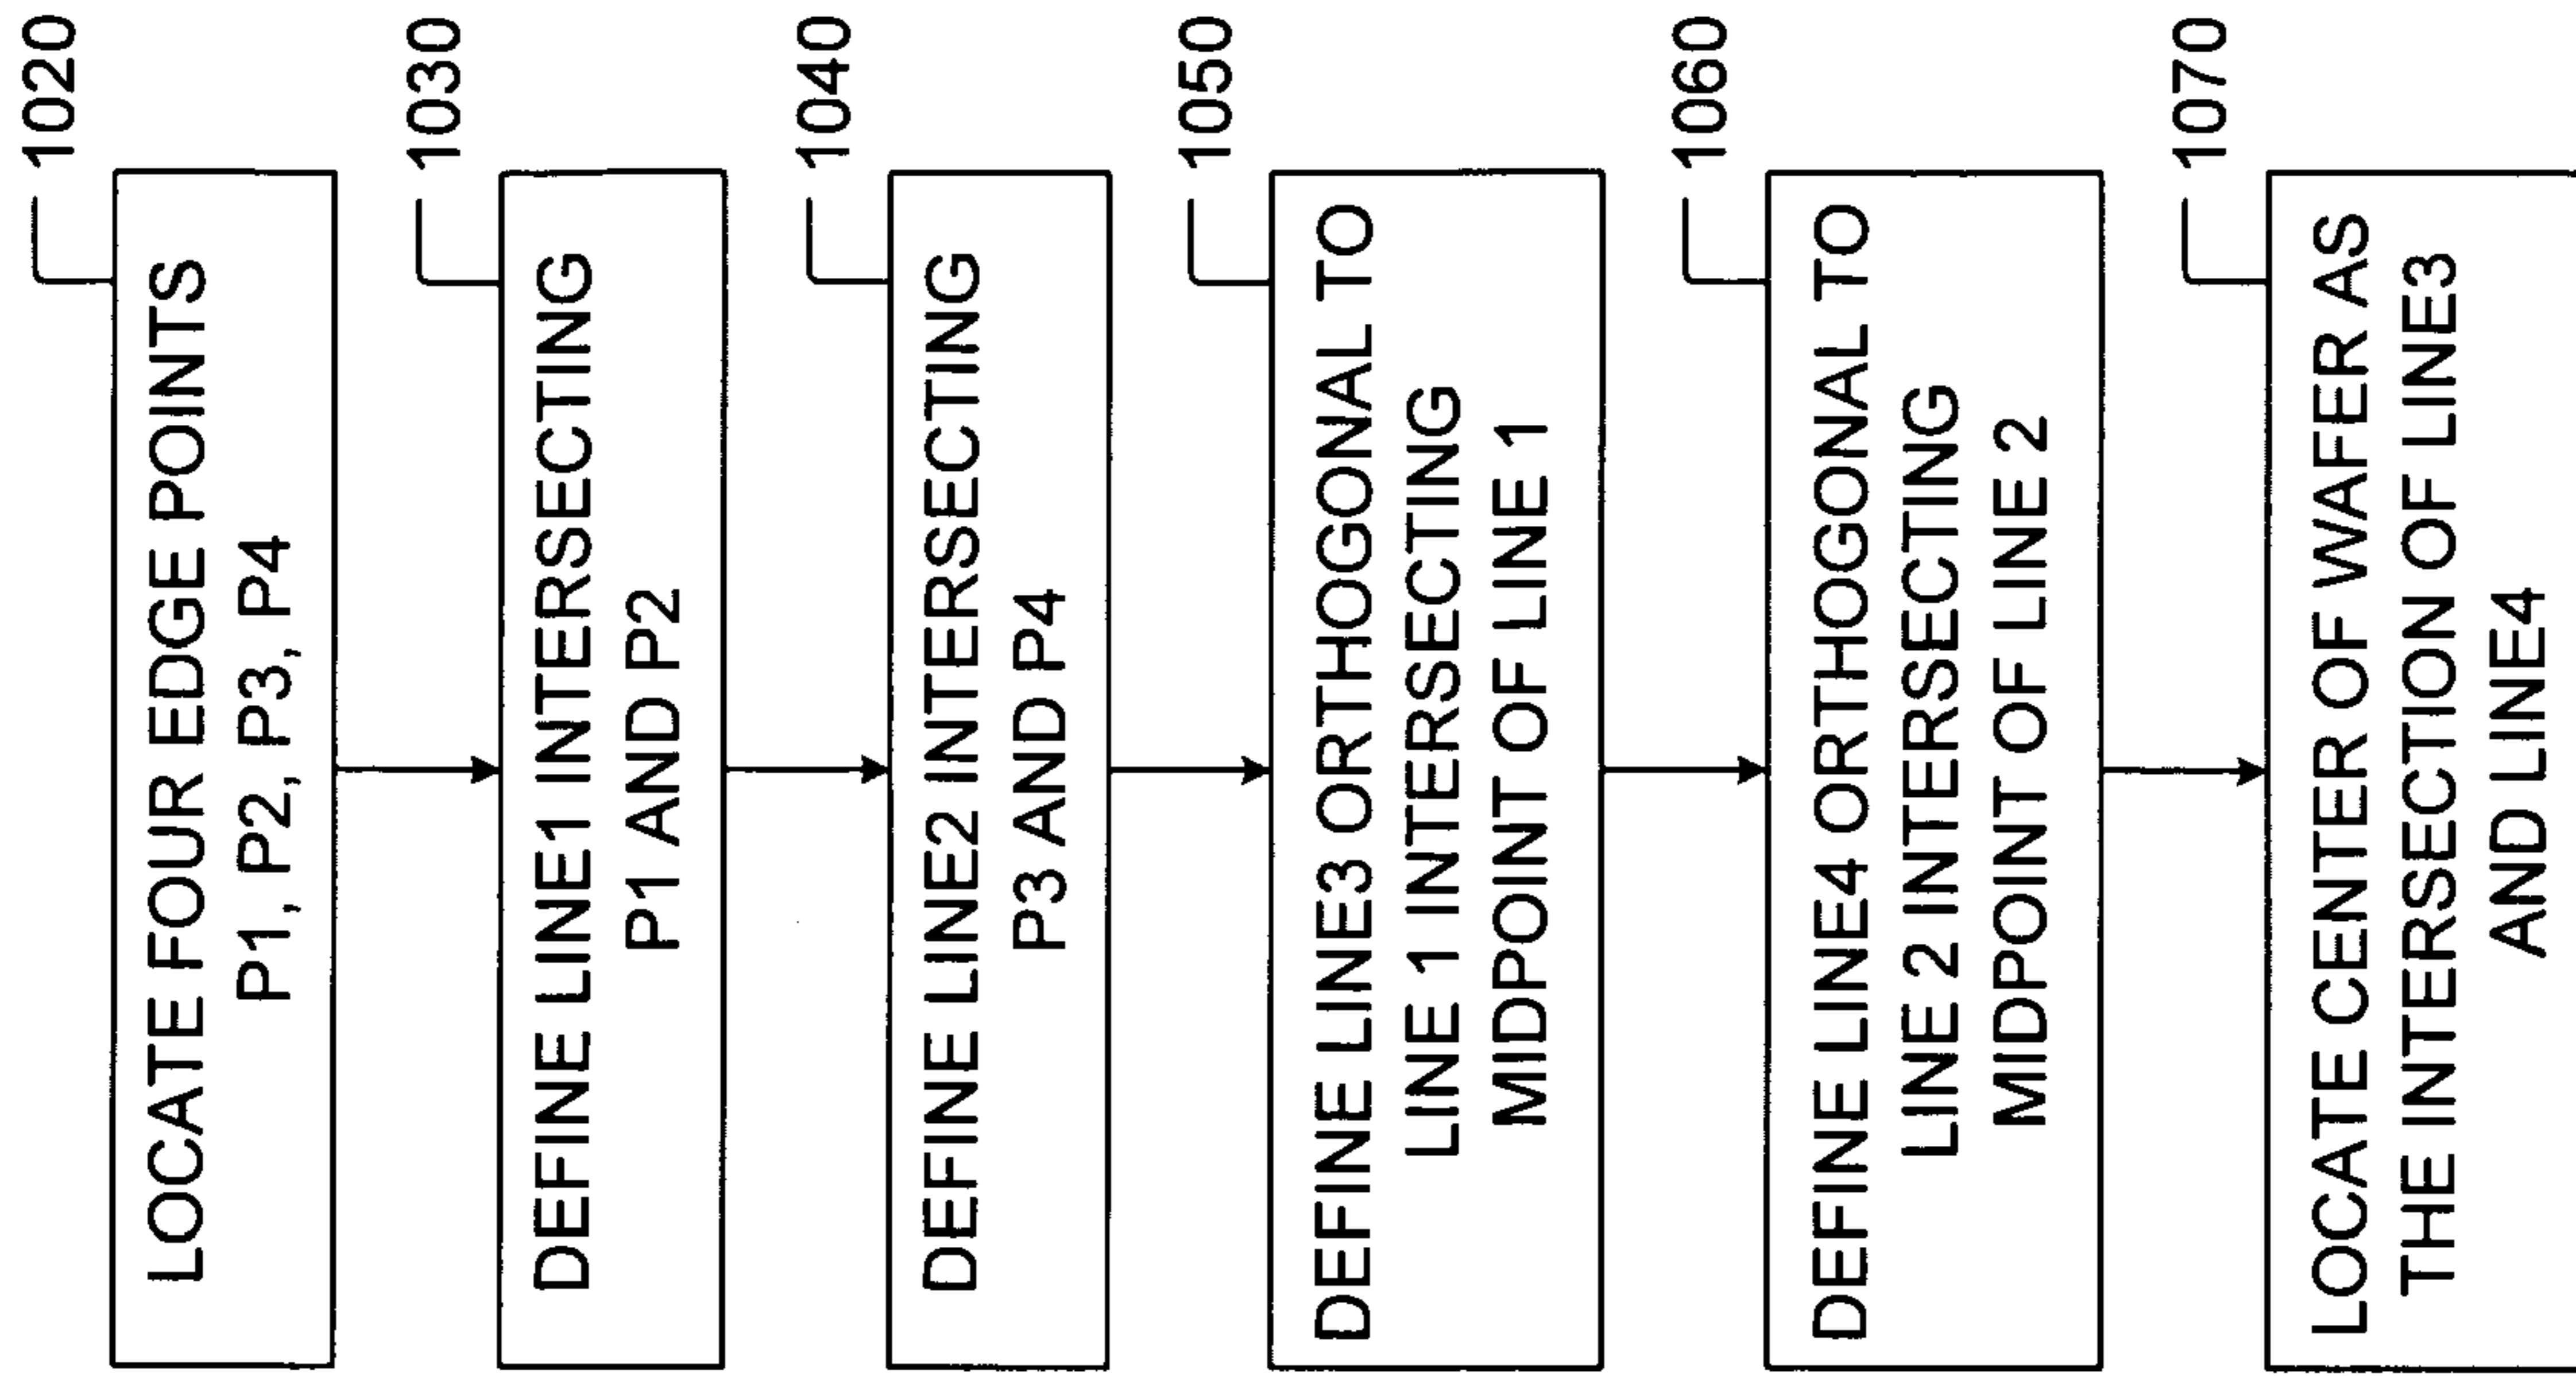 1020
LOCATE FOUR EDGE POINTS
P1, P2, P3, P4
1030
DEFINE LINE1 INTERSECTING
P1 AND P2
1040
DEFINE LINE2 INTERSECTING
P3 AND P4
1050
DEFINE LINE3 ORTHOGONAL TO
LINE 1 INTERSECTING
MIDPOINT OF LINE 1
1060
DEFINE LINE4 ORTHOGONAL TO
LINE 2 INTERSECTING
MIDPOINT OF LINE 2
1070
LOCATE CENTER OF WAFER AS
THE INTERSECTION OF LINE3
AND LINE4